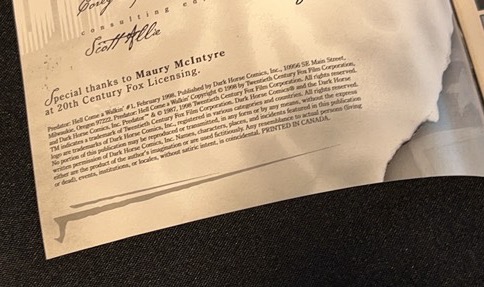 Corey
consulting ed
Scott Allie
Special thanks to Maury McIntyre
at 20th Century Fox Licensing.
Predator: Hell Come a Walkin' #1, February 1998. Published by Dark Horse Comics, Inc., 10956 SE Main Street,
Milwaukie, Oregon 97222. Predator: Hell Come a Walkin' Copyright © 1998 by Twentieth Century Fox Film Corporation
and Dark Horse Comics, Inc. Predator™ & © 1987, 1998 Twentieth Century Fox Film Corporation. All rights reserved.
TM indicates a trademark of Twentieth Century Fox Film Corporation. Dark Horse Comics® and the Dark Horse
logo are trademarks of Dark Horse Comics, Inc., registered in various categories and countries. All rights reserved.
No portion of this publication may be reproduced or transmitted, in any form or by any means, without the express
written permission of Dark Horse Comics, Inc. Names, characters, places, and incidents featured in this publication
either are the product of the author's imagination or are used fictitiously. Any resemblance to actual persons (living
or dead), events, institutions, or locales, without satiric intent, is coincidental. PRINTED IN CANADA.